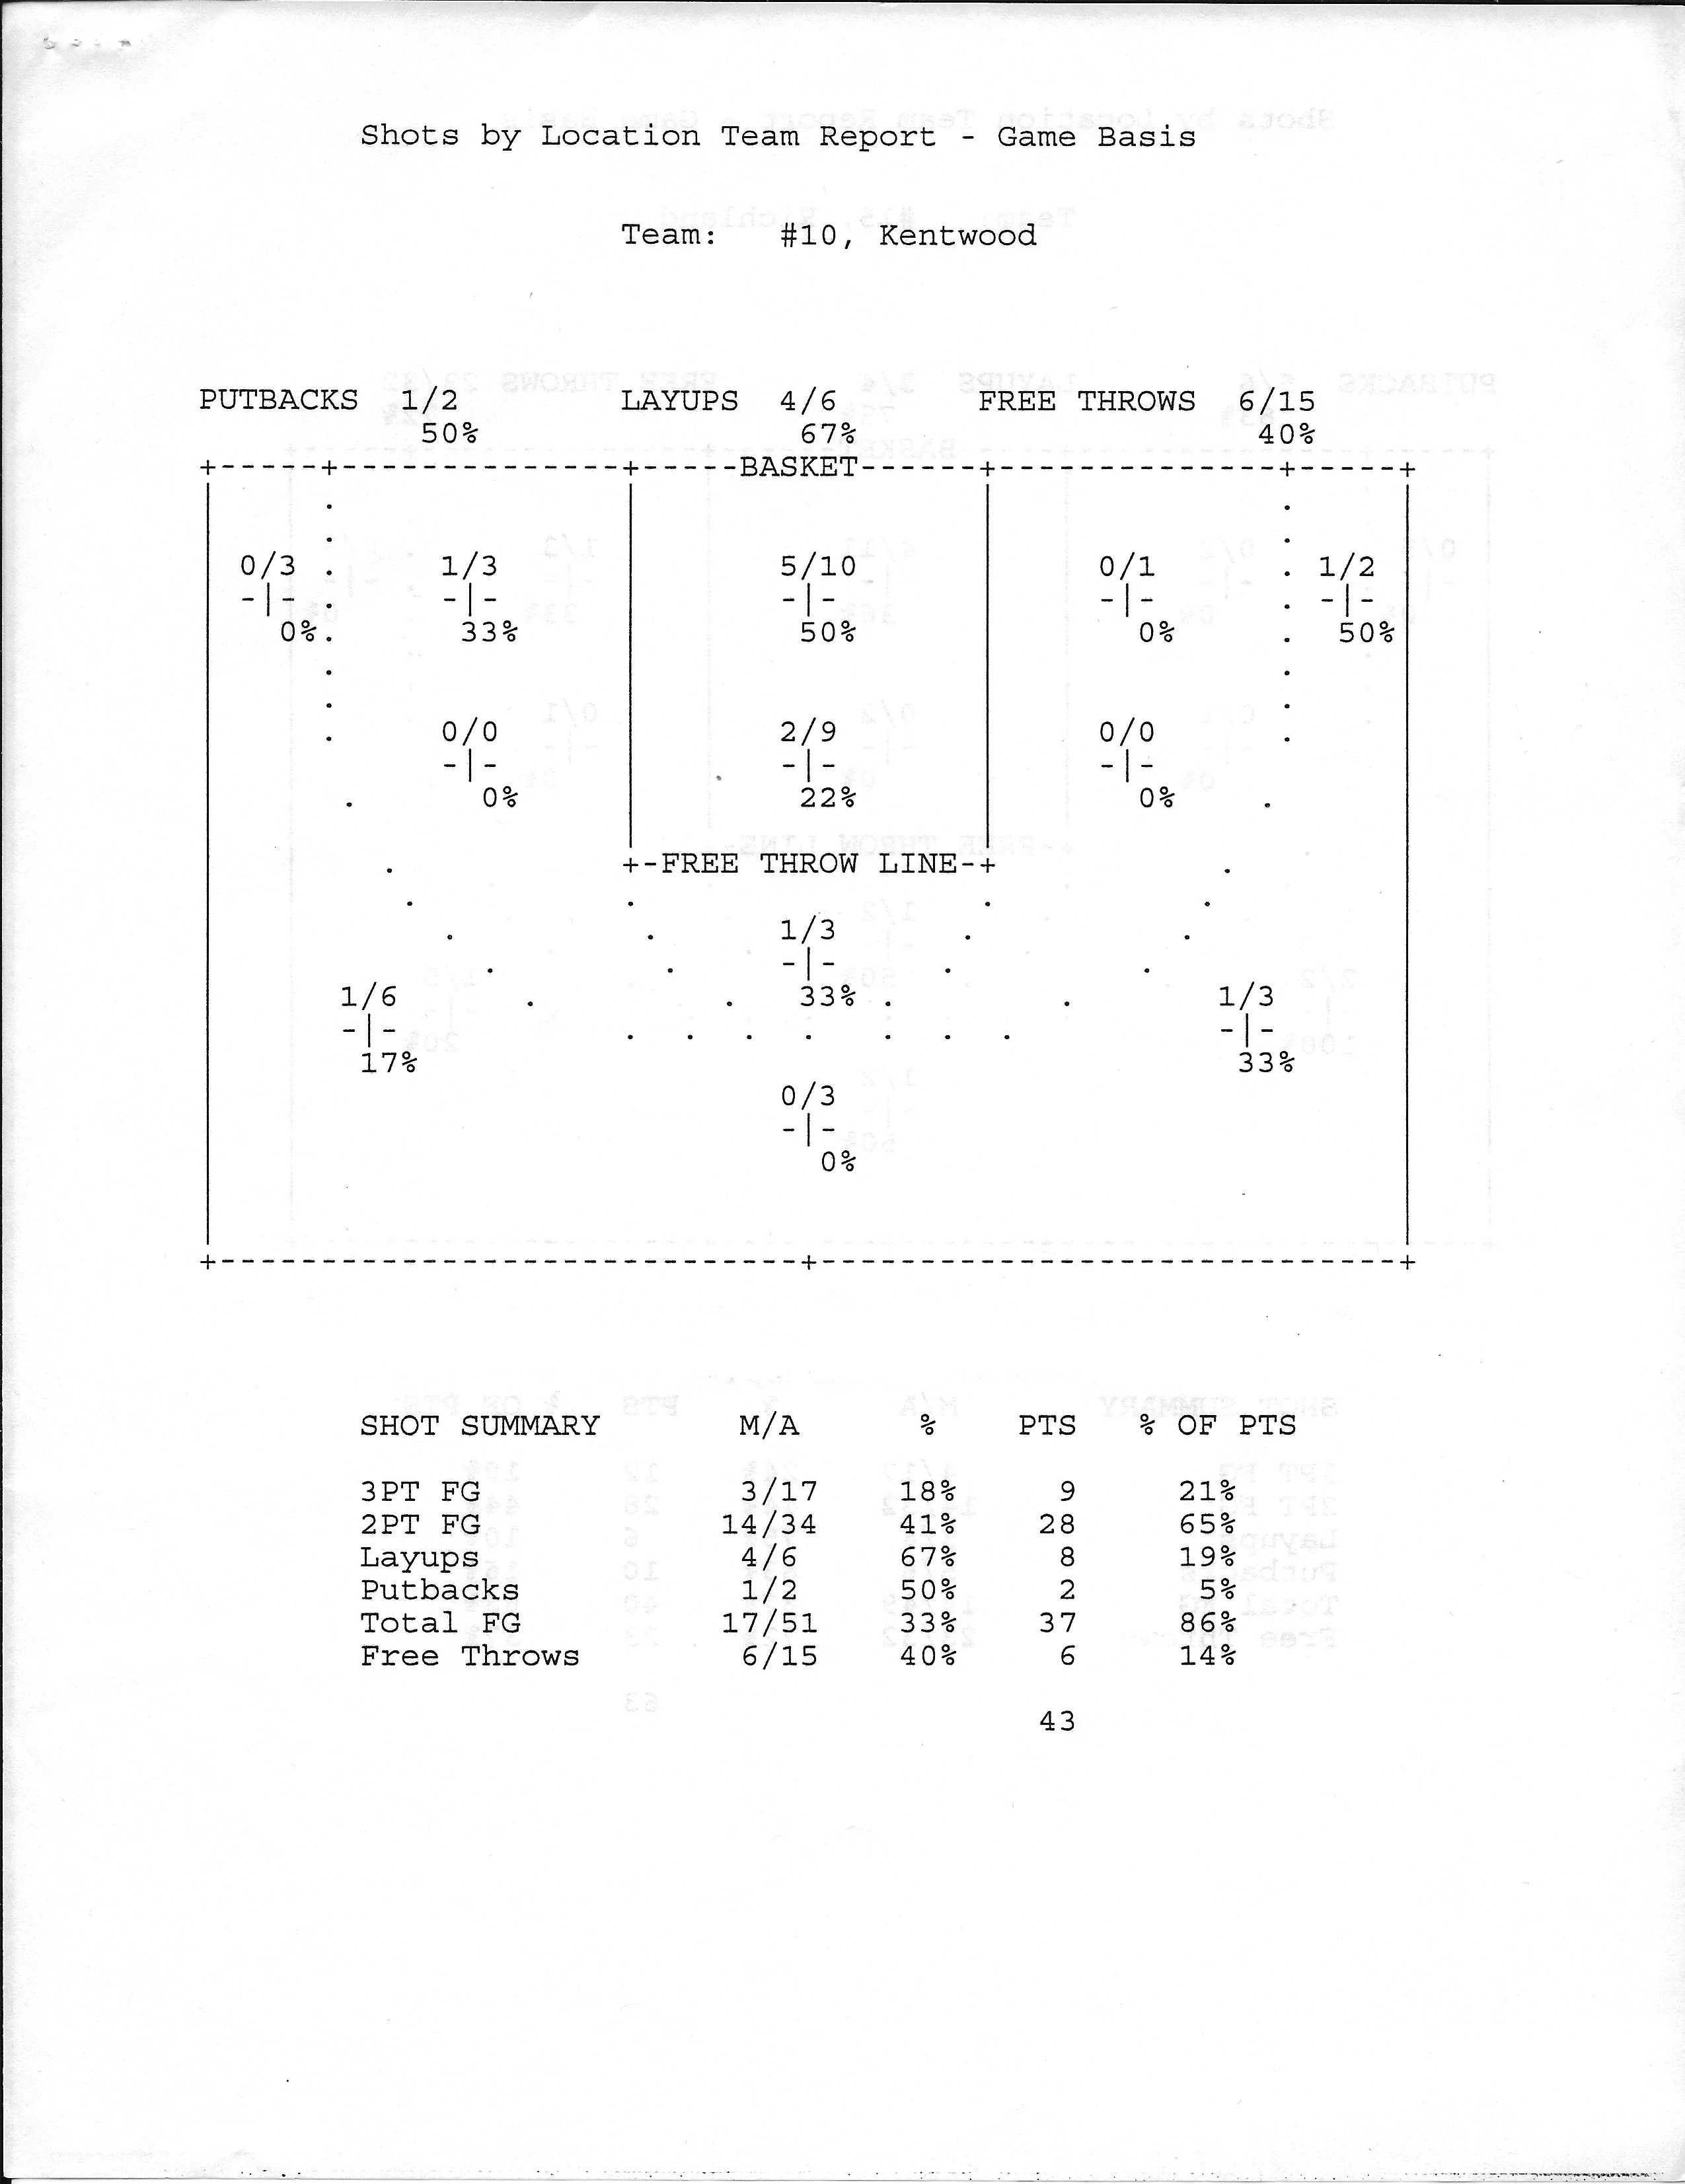 Shots by Location Team Report - Game Basis
Team: #10, Kentwood
PUTBACKS 1/2 LAYUPS 4/6 FREE THROWS 6/15
50% 67% 40%
+-----+--------------+-----BASKET------+--------------+-----+
0/3 1/3 5/10 0/1 1/2
-|- -|- -|- -|- -|-
0% 33% 50% 0% 50%
0/0 2/9 0/0
-|- -|- -|-
0% 22% 0%
+-FREE THROW LINE-+
1/3
-|-
1/6 33% 1/3
-|- -|-
17% 33%
0/3
-|-
0%
SHOT SUMMARY M/A % PTS % OF PTS
3PT FG 3/17 18% 9 21%
2PT FG 14/34 41% 28 65%
Layups 4/6 67% 8 19%
Putbacks 1/2 50% 2 5%
Total FG 17/51 33% 37 86%
Free Throws 6/15 40% 6 14%
43